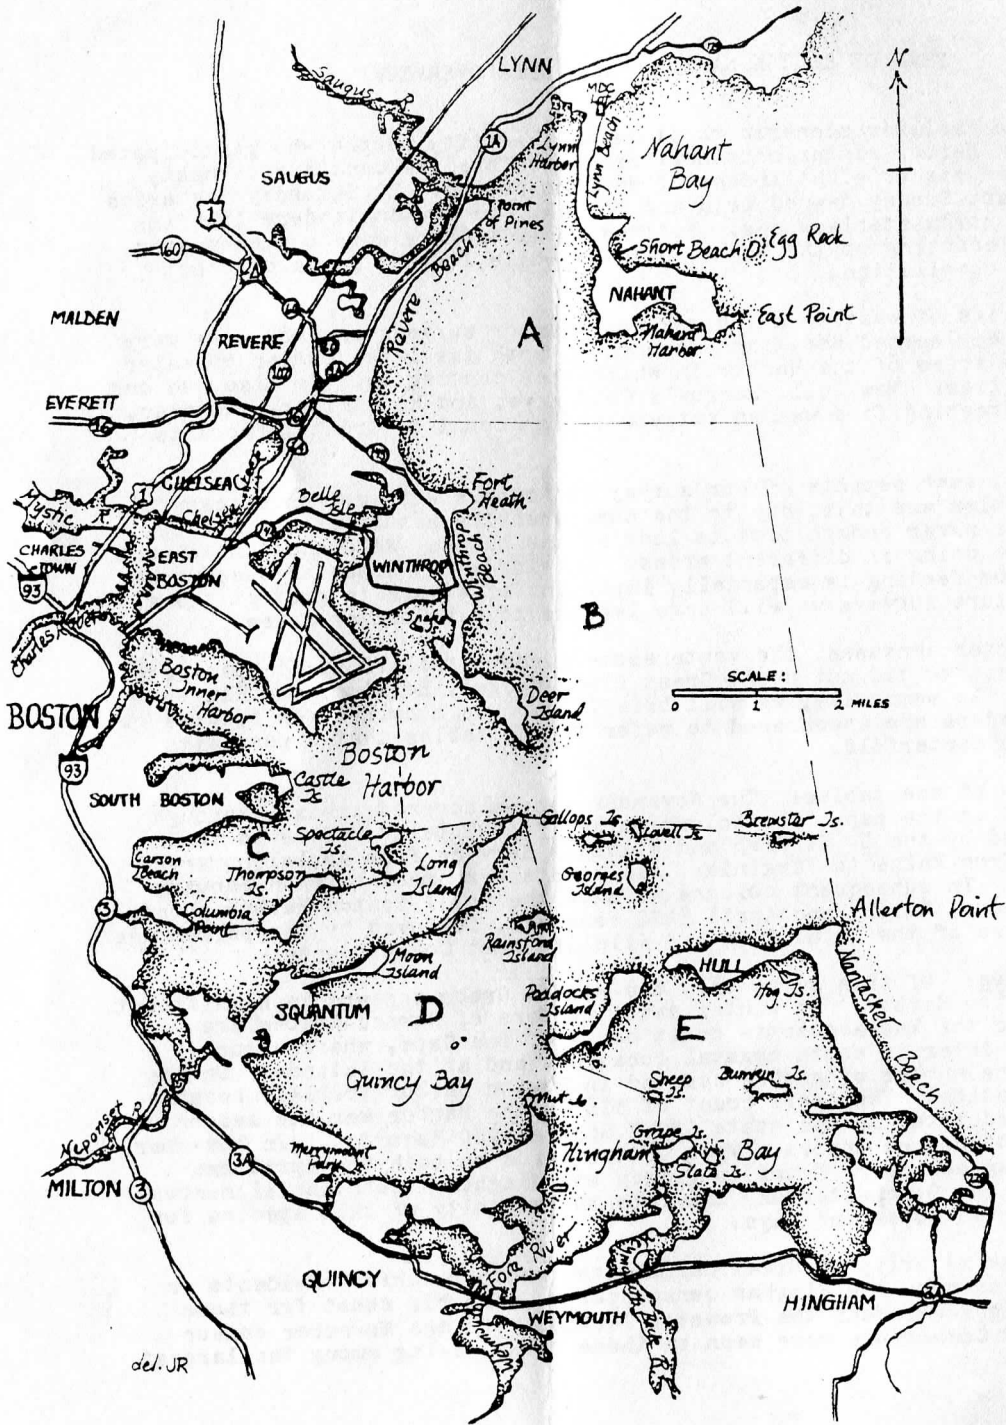 N
LYNN
MDC
Saugus R.
1A
Lynn
Harbor
Lynn Beach
Nahant
Bay
SAUGUS
Point
of Pines
1
60
Short Beach
Egg Rock
NAHANT
East Point
Nahant
Harbor
Revere
Beach
A
MALDEN
REVERE
EVERETT
16
CHELSEA
Chelsea
Belle
Isle
Fort
Heath
Mystic
R.
1
CHARLES
TOWN
EAST
BOSTON
WINTHROP
Winthrop
Beach
93
Charles River
Snake
Is.
B
Boston
Inner
Harbor
Deer
Island
SCALE:
0 1 2 MILES
BOSTON
93
Boston
Harbor
SOUTH BOSTON
Castle
Is.
C
Spectacle
Is.
Gallops Is.
Lovell Is.
Brewster Is.
Carson
Beach
Thompson
Is.
Long
Island
Georges
Island
3
Columbia
Point
Allerton Point
Rainsford
Island
Moon
Island
HULL
Hog Is.
Nantasket
Beach
SQUANTUM
D
Peddocks
Island
E
Quincy Bay
Sheep
Is.
Bumkin Is.
Nut Is.
Neponset R.
Merrymount
Park
Hingham Bay
Grape Is.
Slate Is.
MILTON
3
3A
QUINCY
Fore River
WEYMOUTH
HINGHAM
3A
del. JR